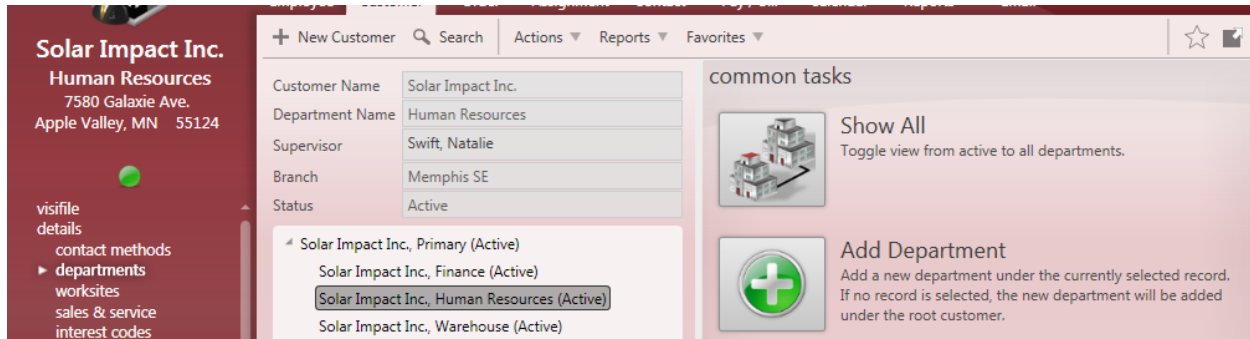 Solar Impact Inc.
Human Resources
7580 Galaxie Ave.
Apple Valley, MN 55124
visifile
details
contact methods
departments
worksites
sales & service
interest codes
New Customer Search Actions Reports Favorites
Customer Name Solar Impact Inc.
Department Name Human Resources
Supervisor Swift, Natalie
Branch Memphis SE
Status Active
Solar Impact Inc., Primary (Active)
Solar Impact Inc., Finance (Active)
Solar Impact Inc., Human Resources (Active)
Solar Impact Inc., Warehouse (Active)
common tasks
Show All
Toggle view from active to all departments.
Add Department
Add a new department under the currently selected record.
If no record is selected, the new department will be added
under the root customer.